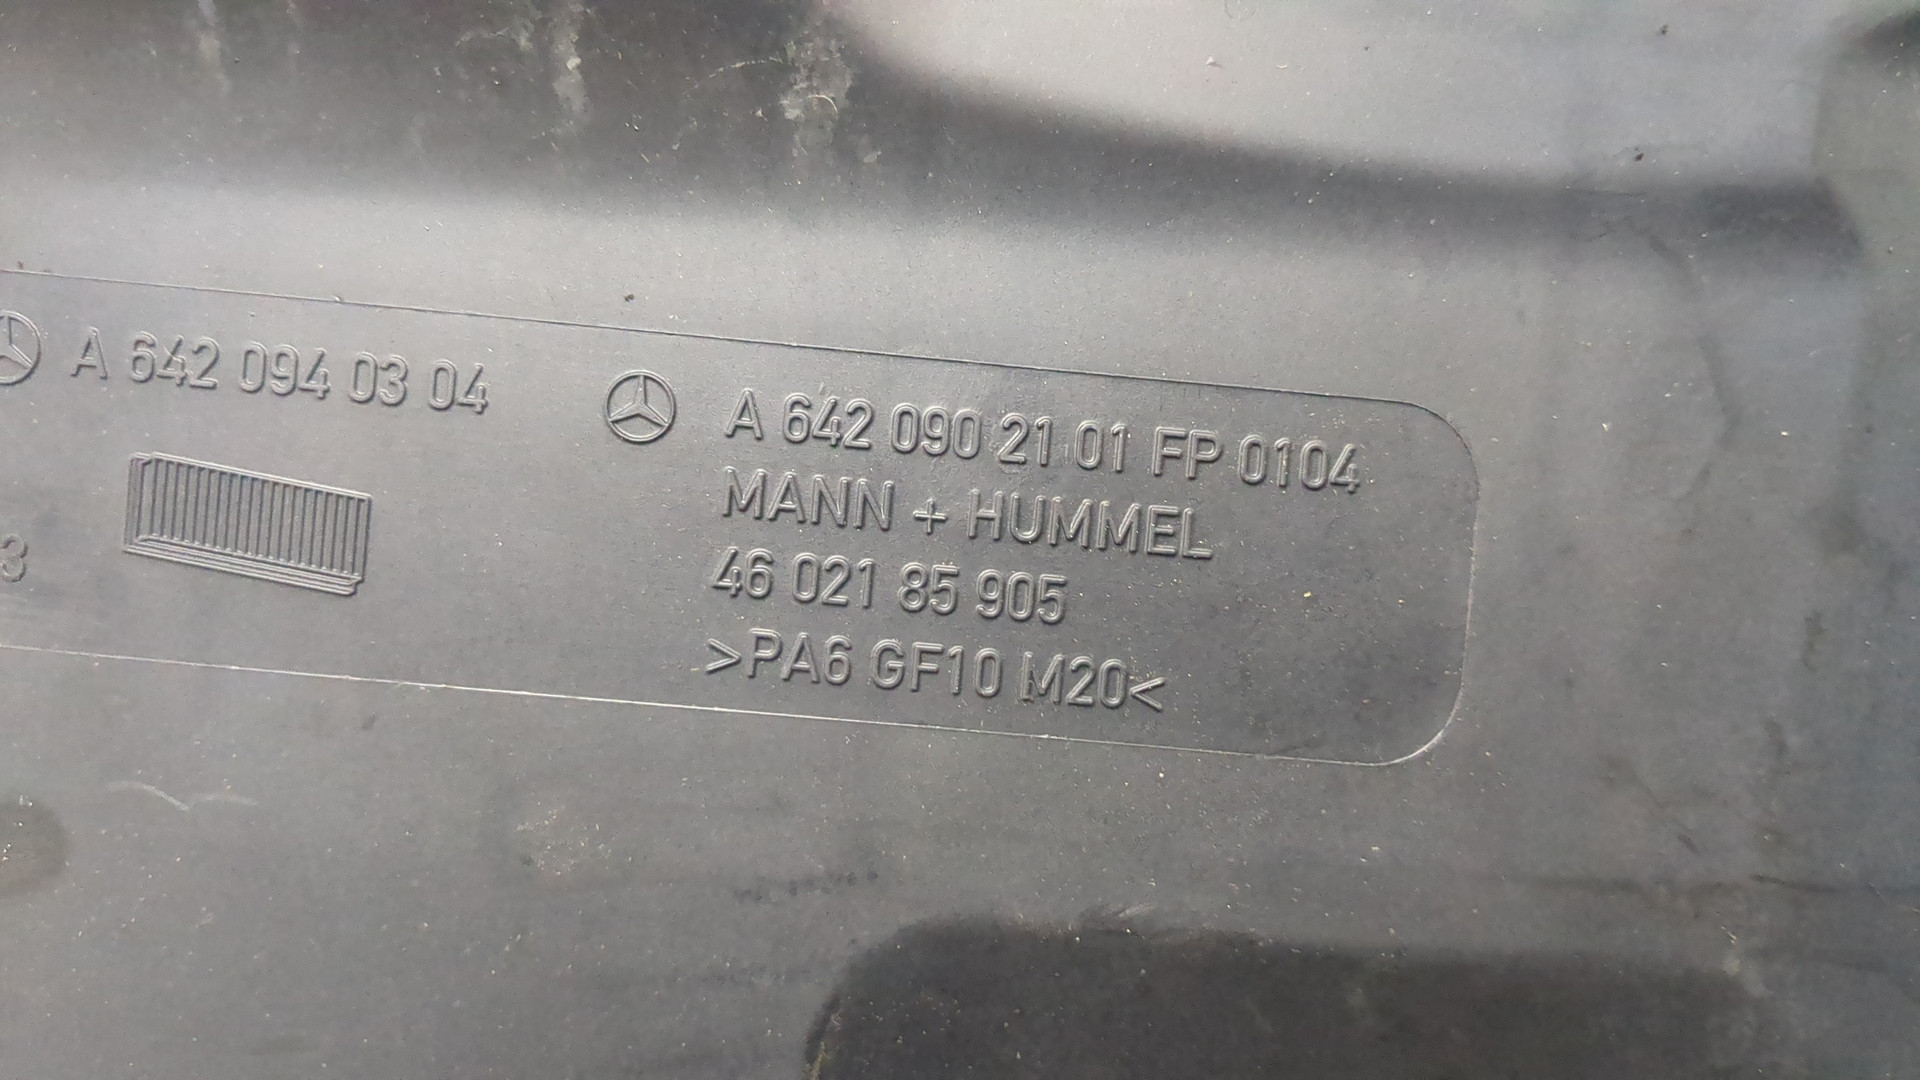 A 642 094 03 04
A 642 090 21 01 FP 0104
MANN + HUMMEL
3
46 021 85 905
>PA6 GF10 M20<